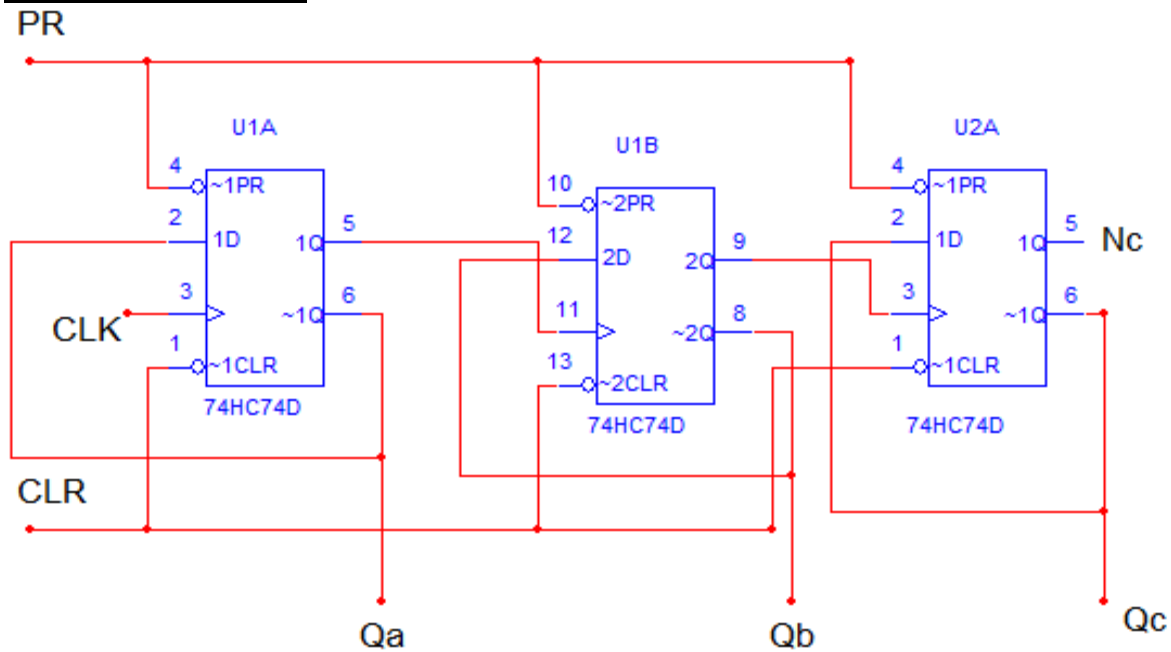 PR
U1A
4
~1PR
2
1D
1Q
5
3
~1Q
6
CLK
1
~1CLR
74HC74D
U1B
10
~2PR
12
2D
2Q
9
11
~2Q
8
13
~2CLR
74HC74D
U2A
4
~1PR
2
1D
1Q
5
Nc
3
~1Q
6
1
~1CLR
74HC74D
CLR
Qa
Qb
Qc